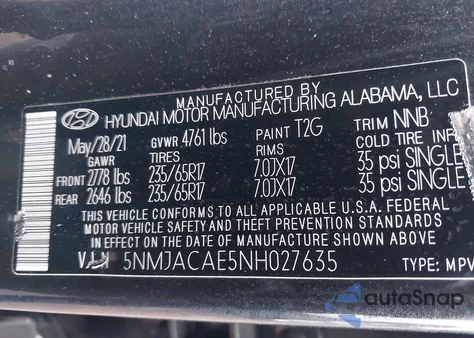 MANUFACTURED BY
HYUNDAI MOTOR MANUFACTURING ALABAMA, LLC
May/28/21 GVWR 4761 lbs PAINT T2G TRIM NNB
GAWR TIRES RIMS COLD TIRE INF
FRONT 2778 lbs 235/65R17 7.0JX17 35 psi SINGLE
REAR 2646 lbs 235/65R17 7.0JX17 35 psi SINGLE
THIS VEHICLE CONFORMS TO ALL APPLICABLE U.S.A. FEDERAL
MOTOR VEHICLE SAFETY AND THEFT PREVENTION STANDARDS
IN EFFECT ON THE DATE OF MANUFACTURE SHOWN ABOVE
5NMJACAE5NH027635 TYPE: MPV
autoSnap
POWERED BY